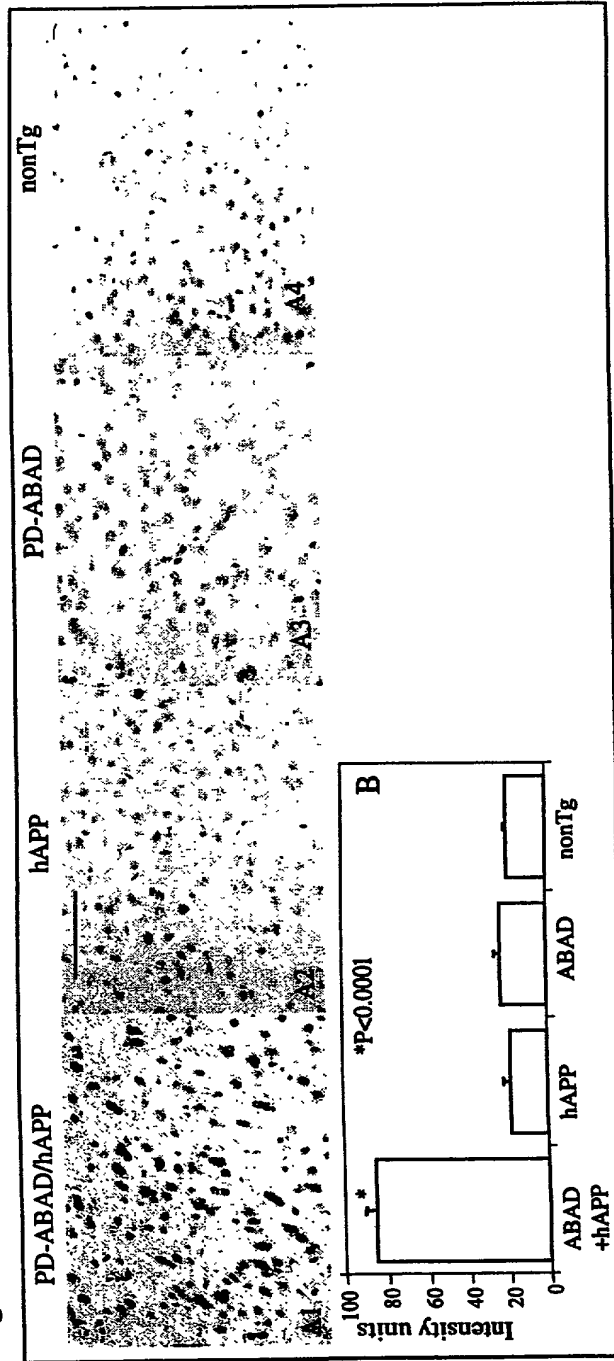 PD-ABAD/hAPP
hAPP
PD-ABAD
nonTg
A1
A2
A3
A4
B
*P<0.0001
*
Intensity units
100
80
60
40
20
0
ABAD
+hAPP
hAPP
ABAD
nonTg